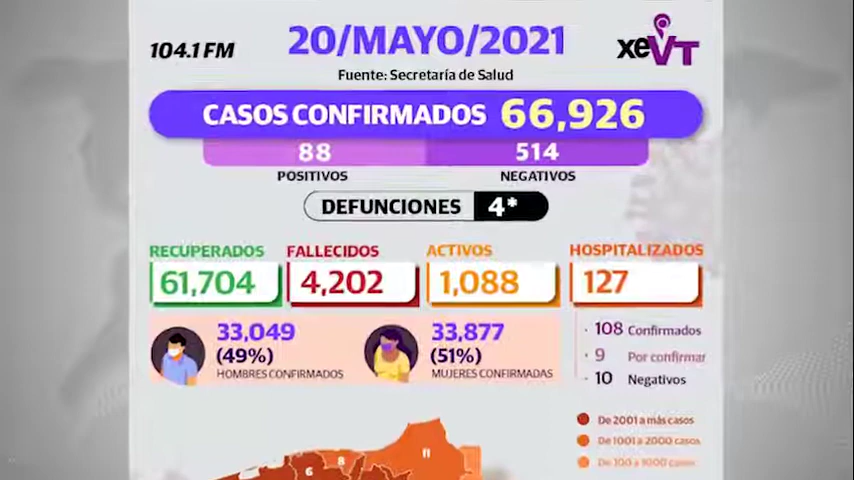 104.1 FM
20/MAYO/2021
xeVT
Fuente: Secretaría de Salud
CASOS CONFIRMADOS 66,926
88 514
POSITIVOS NEGATIVOS
DEFUNCIONES 4*
RECUPERADOS FALLECIDOS ACTIVOS HOSPITALIZADOS
61,704 4,202 1,088 127
33,049
(49%)
HOMBRES CONFIRMADOS
33,877
(51%)
MUJERES CONFIRMADAS
· 108 Confirmados
· 9 Por confirmar
· 10 Negativos
De 2001 a más casos
De 1001 a 2000 casos
De 100 a 1000 casos
6 8 11